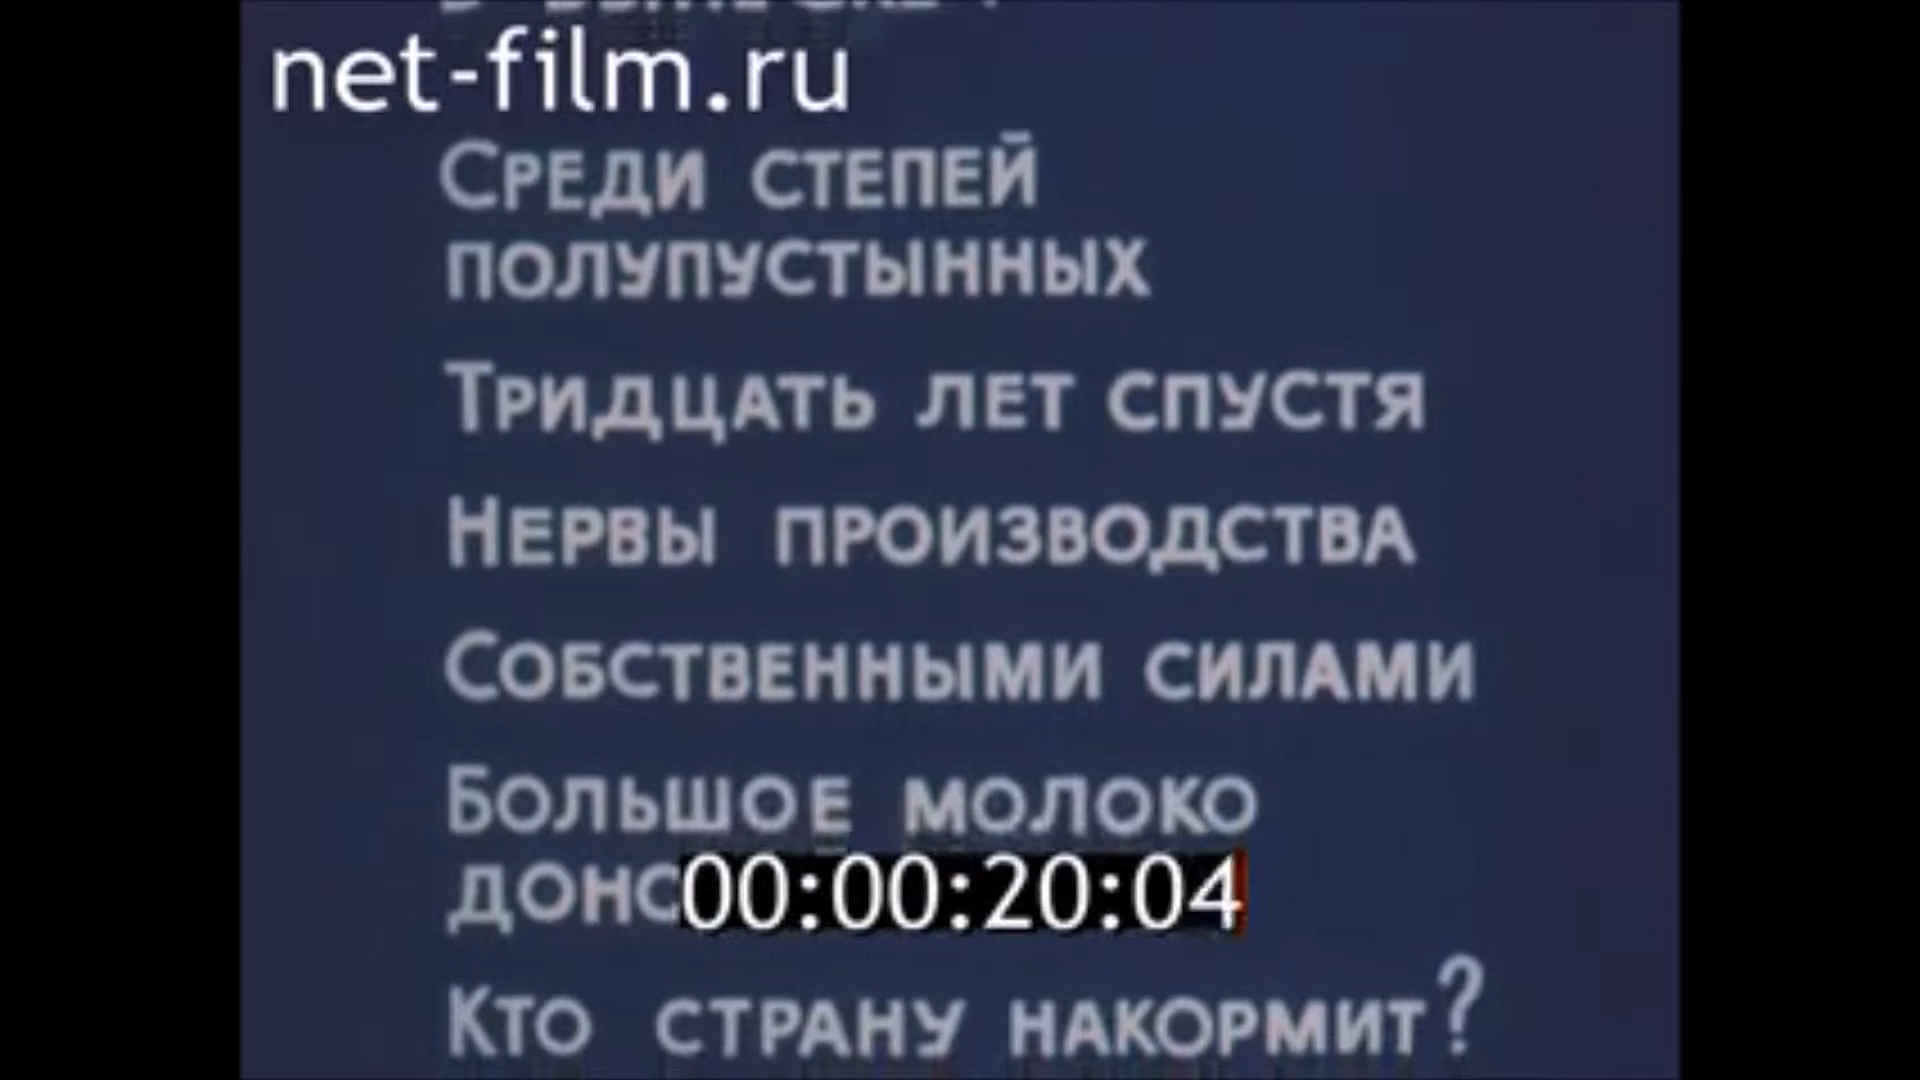 net-film.ru
Среди степей
полупустынных
Тридцать лет спустя
Нервы производства
Собственными силами
Большое молоко
00:00:20:04
Кто страну накормит?